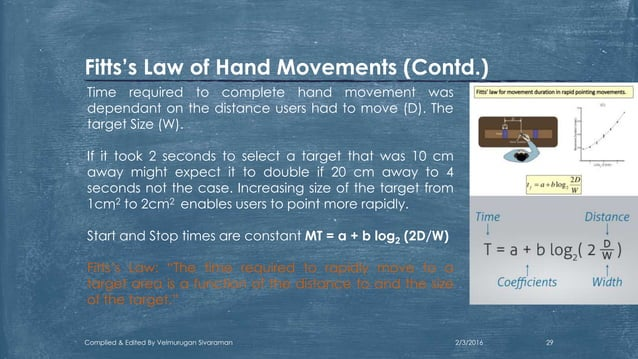 Fitts’s Law of Hand Movements (Contd.)
Time required to complete hand movement was
dependant on the distance users had to move (D). The
target Size (W).
If it took 2 seconds to select a target that was 10 cm
away might expect it to double if 20 cm away to 4
seconds not the case. Increasing size of the target from
1cm² to 2cm² enables users to point more rapidly.
Start and Stop times are constant MT = a + b log₂ (2D/W)
Fitts’s Law: “The time required to rapidly move to a
target area is a function of the distance to and the size
of the target.”
Fitts' law for movement duration in rapid pointing movements.
t = a + b log₂ 2D/W
Time Distance
T = a + b log₂( 2 D/W )
Coefficients Width
Complied & Edited By Velmurugan Sivaraman 2/3/2016 29